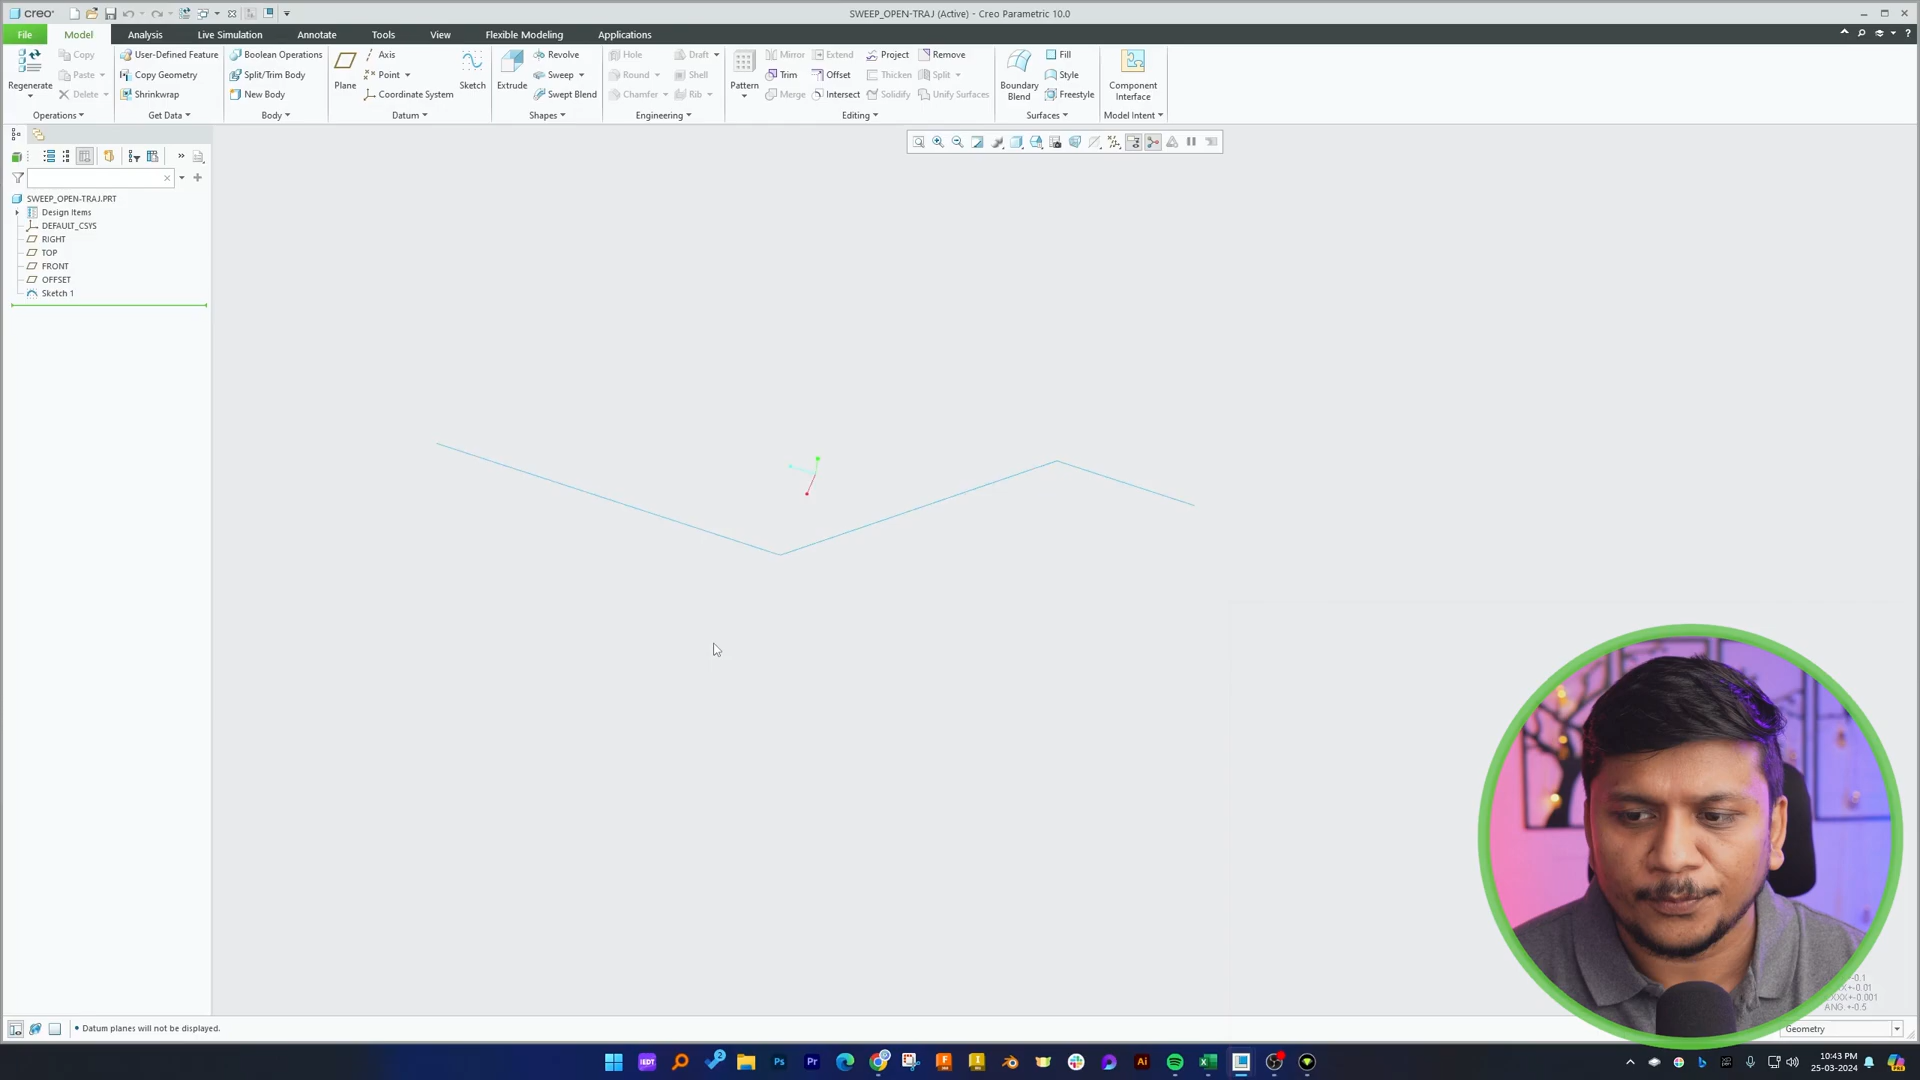 creo
SWEEP_OPEN-TRAJ (Active) - Creo Parametric 10.0
File Model Analysis Live Simulation Annotate Tools View Flexible Modeling Applications
Regenerate
Copy
Paste
Delete
Operations
User-Defined Feature
Copy Geometry
Shrinkwrap
Get Data
Boolean Operations
Split/Trim Body
New Body
Body
Plane
Axis
Point
Coordinate System
Sketch
Datum
Extrude
Revolve
Sweep
Swept Blend
Shapes
Hole
Round
Chamfer
Draft
Shell
Rib
Engineering
Pattern
Mirror
Trim
Merge
Extend
Offset
Intersect
Project
Thicken
Solidify
Remove
Split
Unify Surfaces
Editing
Boundary
Blend
Fill
Style
Freestyle
Surfaces
Component
Interface
Model Intent
SWEEP_OPEN-TRAJ.PRT
Design Items
DEFAULT_CSYS
RIGHT
TOP
FRONT
OFFSET
Sketch 1
ANG. +-0.5
• Datum planes will not be displayed.
Geometry
10:43 PM
25-03-2024